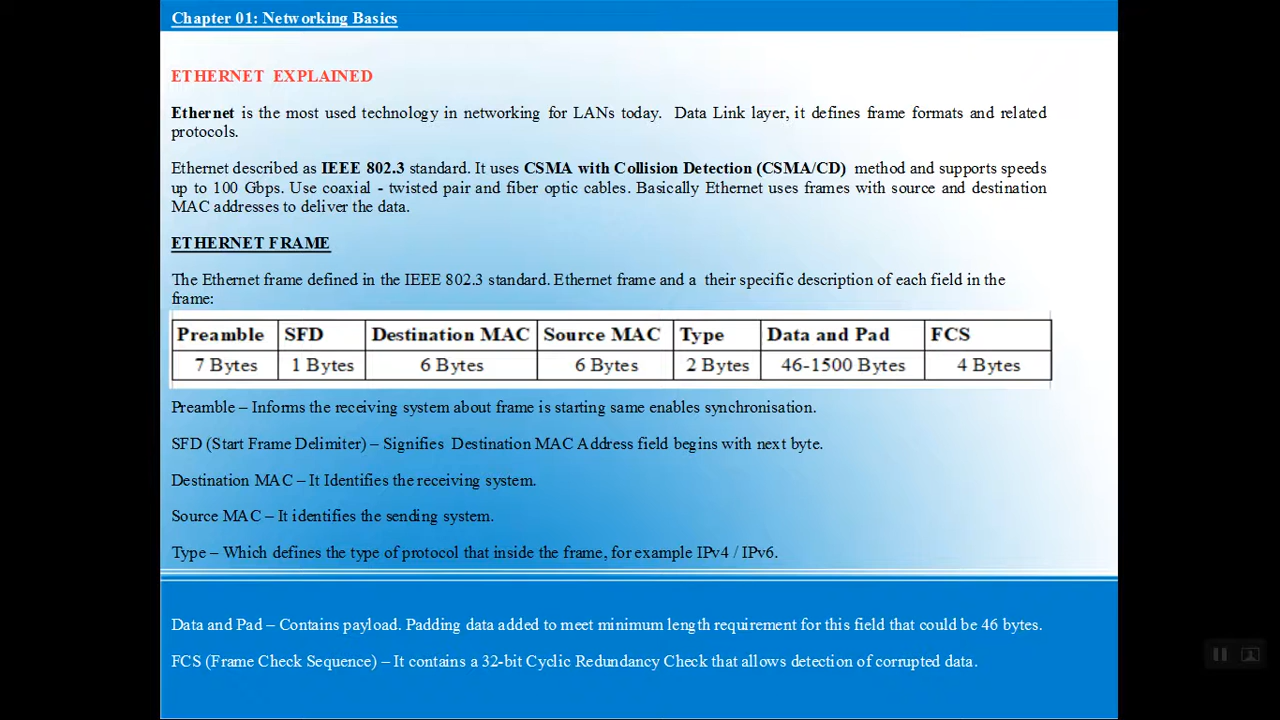 Chapter 01: Networking Basics
ETHERNET EXPLAINED
Ethernet is the most used technology in networking for LANs today. Data Link layer, it defines frame formats and related
protocols.
Ethernet described as IEEE 802.3 standard. It uses CSMA with Collision Detection (CSMA/CD) method and supports speeds
up to 100 Gbps. Use coaxial - twisted pair and fiber optic cables. Basically Ethernet uses frames with source and destination
MAC addresses to deliver the data.
ETHERNET FRAME
The Ethernet frame defined in the IEEE 802.3 standard. Ethernet frame and a their specific description of each field in the
frame:
Preamble SFD Destination MAC Source MAC Type Data and Pad FCS
7 Bytes 1 Bytes 6 Bytes 6 Bytes 2 Bytes 46-1500 Bytes 4 Bytes
Preamble – Informs the receiving system about frame is starting same enables synchronisation.
SFD (Start Frame Delimiter) – Signifies Destination MAC Address field begins with next byte.
Destination MAC – It Identifies the receiving system.
Source MAC – It identifies the sending system.
Type – Which defines the type of protocol that inside the frame, for example IPv4 / IPv6.
Data and Pad – Contains payload. Padding data added to meet minimum length requirement for this field that could be 46 bytes.
FCS (Frame Check Sequence) – It contains a 32-bit Cyclic Redundancy Check that allows detection of corrupted data.